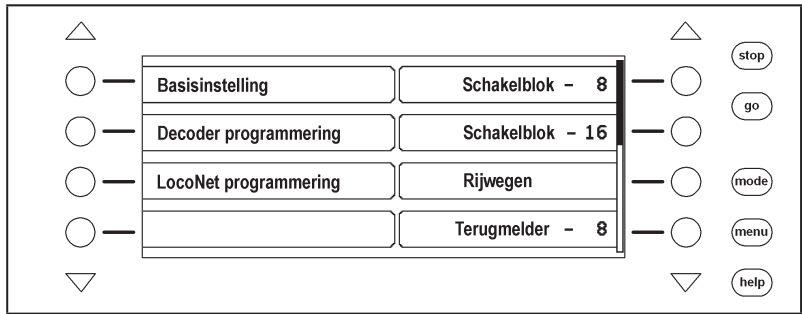 stop
Basisinstelling Schakelblok – 8
go
Decoder programmering Schakelblok – 16
LocoNet programmering Rijwegen
mode
Terugmelder – 8
menu
help